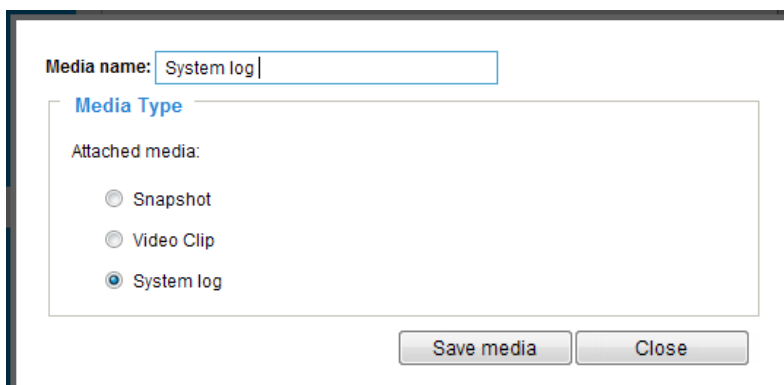 Media name: System log
Media Type
Attached media:
Snapshot
Video Clip
System log
Save media Close